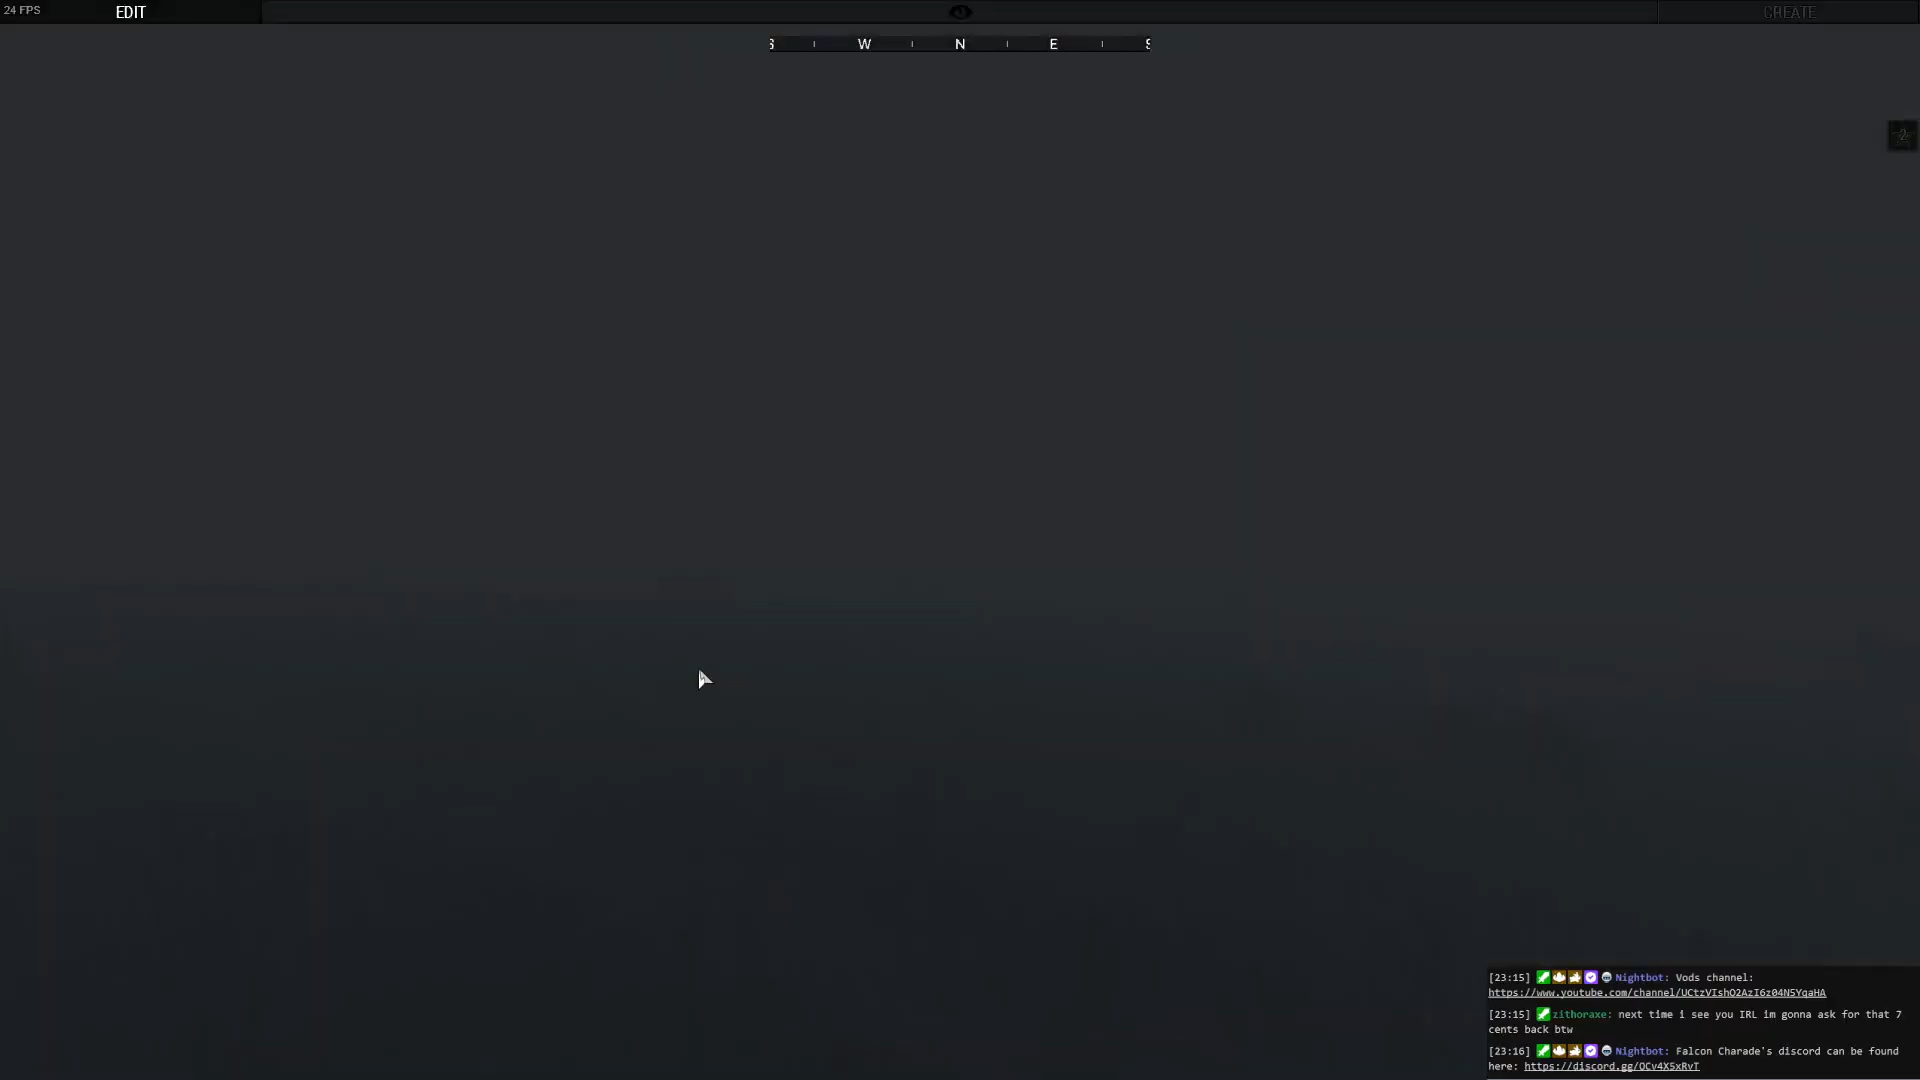 24 FPS
EDIT
CREATE
S W N E S
2
[23:15] Nightbot: Vods channel:
https://www.youtube.com/channel/UCtzVIshO2AzI6z04N5YqaHA
[23:15] zithoraxe: next time i see you IRL im gonna ask for that 7
cents back btw
[23:16] Nightbot: Falcon Charade's discord can be found
here: https://discord.gg/QCv4X5xRvT